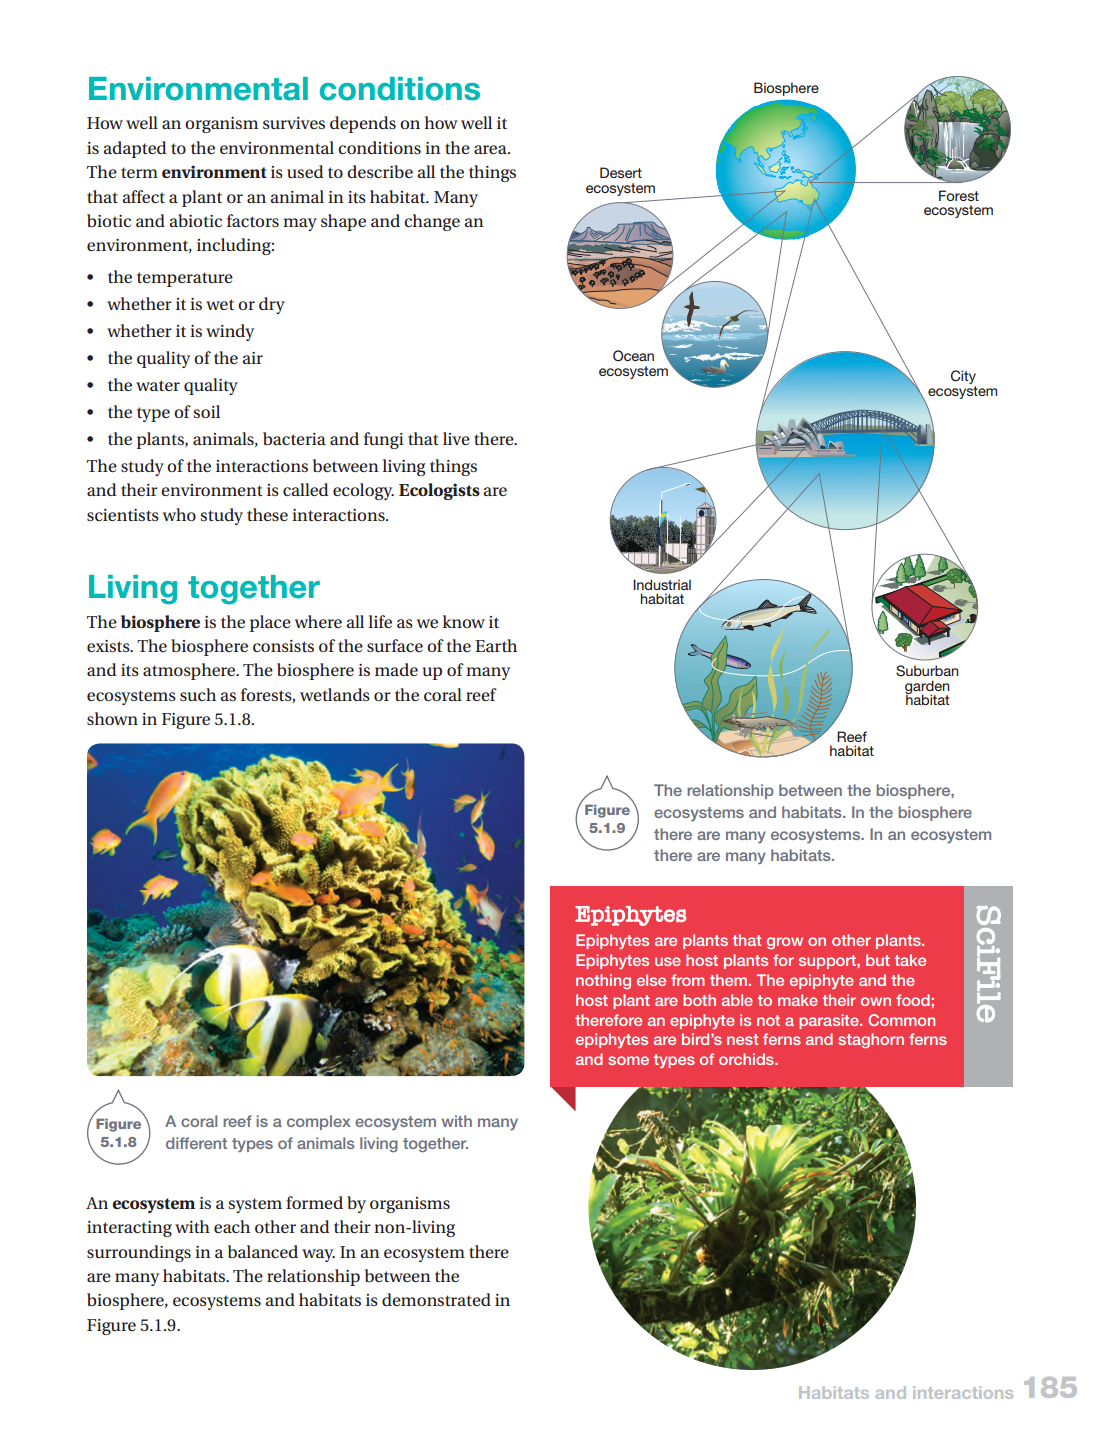 Environmental conditions
How well an organism survives depends on how well it
is adapted to the environmental conditions in the area.
The term environment is used to describe all the things
that affect a plant or an animal in its habitat. Many
biotic and abiotic factors may shape and change an
environment, including:
• the temperature
• whether it is wet or dry
• whether it is windy
• the quality of the air
• the water quality
• the type of soil
• the plants, animals, bacteria and fungi that live there.
The study of the interactions between living things
and their environment is called ecology. Ecologists are
scientists who study these interactions.
Living together
The biosphere is the place where all life as we know it
exists. The biosphere consists of the surface of the Earth
and its atmosphere. The biosphere is made up of many
ecosystems such as forests, wetlands or the coral reef
shown in Figure 5.1.8.
Figure
5.1.8
A coral reef is a complex ecosystem with many
different types of animals living together.
An ecosystem is a system formed by organisms
interacting with each other and their non-living
surroundings in a balanced way. In an ecosystem there
are many habitats. The relationship between the
biosphere, ecosystems and habitats is demonstrated in
Figure 5.1.9.
Biosphere
Desert
ecosystem
Forest
ecosystem
Ocean
ecosystem
City
ecosystem
Industrial
habitat
Suburban
garden
habitat
Reef
habitat
Figure
5.1.9
The relationship between the biosphere,
ecosystems and habitats. In the biosphere
there are many ecosystems. In an ecosystem
there are many habitats.
Epiphytes
Epiphytes are plants that grow on other plants.
Epiphytes use host plants for support, but take
nothing else from them. The epiphyte and the
host plant are both able to make their own food;
therefore an epiphyte is not a parasite. Common
epiphytes are bird's nest ferns and staghorn ferns
and some types of orchids.
SciFile
Habitats and interactions 185